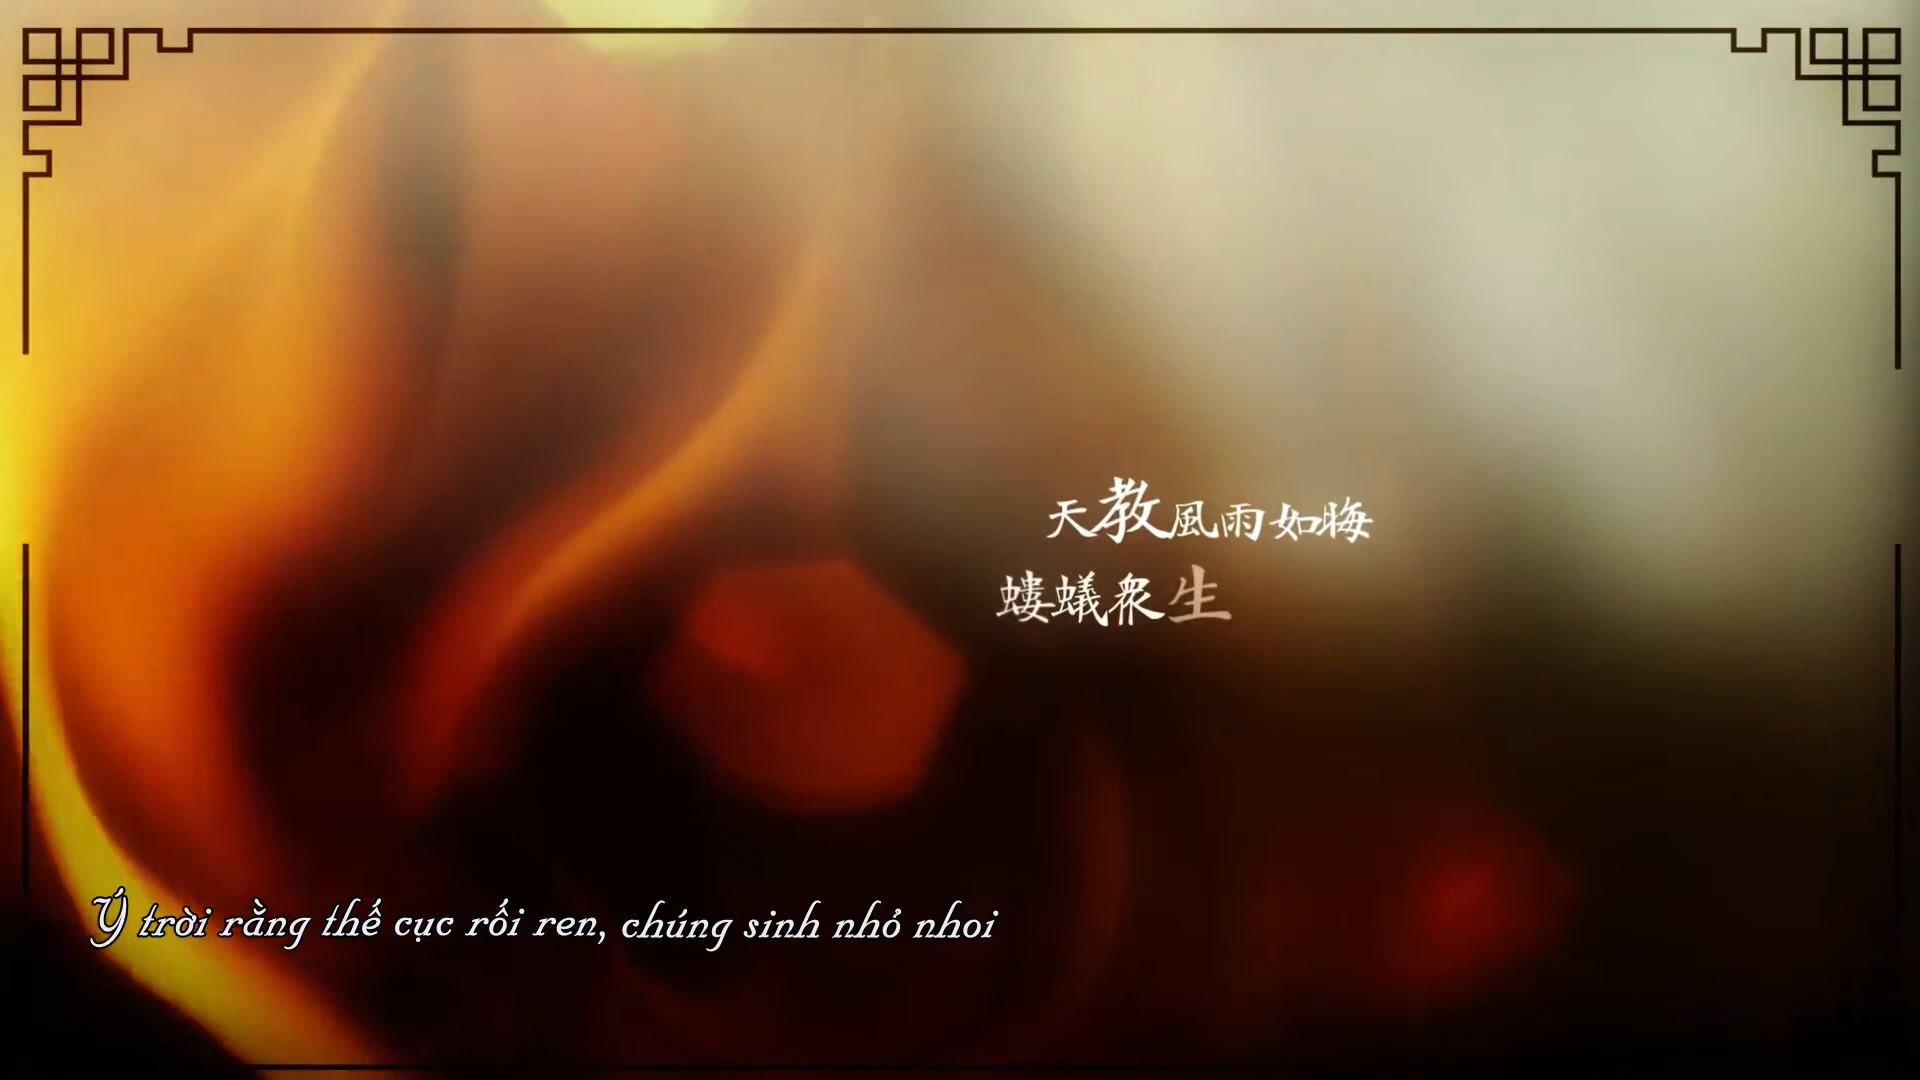 天教風雨如晦
螻蟻衆生
Ý trời rằng thế cục rối ren, chúng sinh nhỏ nhoi